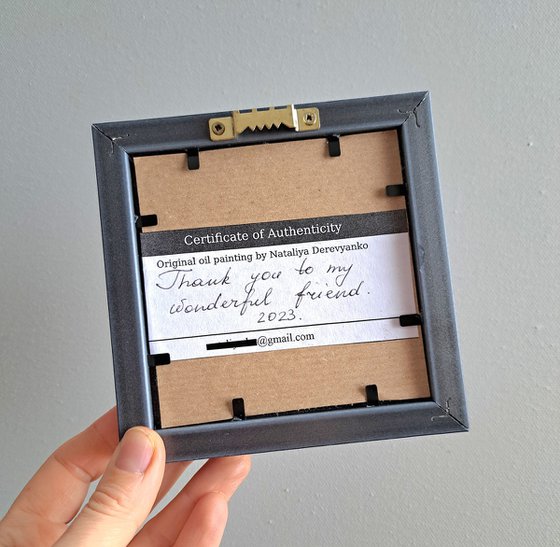 Certificate of Authenticity
Original oil painting by Nataliya Derevyanko
Thank you to my
wonderful friend.
2023.
@gmail.com